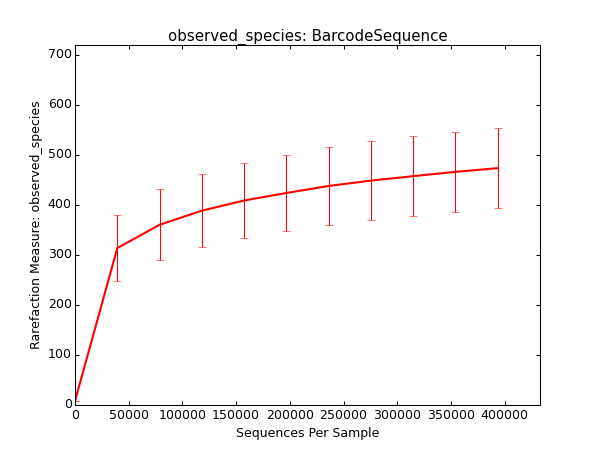 observed_species: BarcodeSequence
700
600
500
400
300
200
100
0
Rarefaction Measure: observed_species
0 50000 100000 150000 200000 250000 300000 350000 400000
Sequences Per Sample